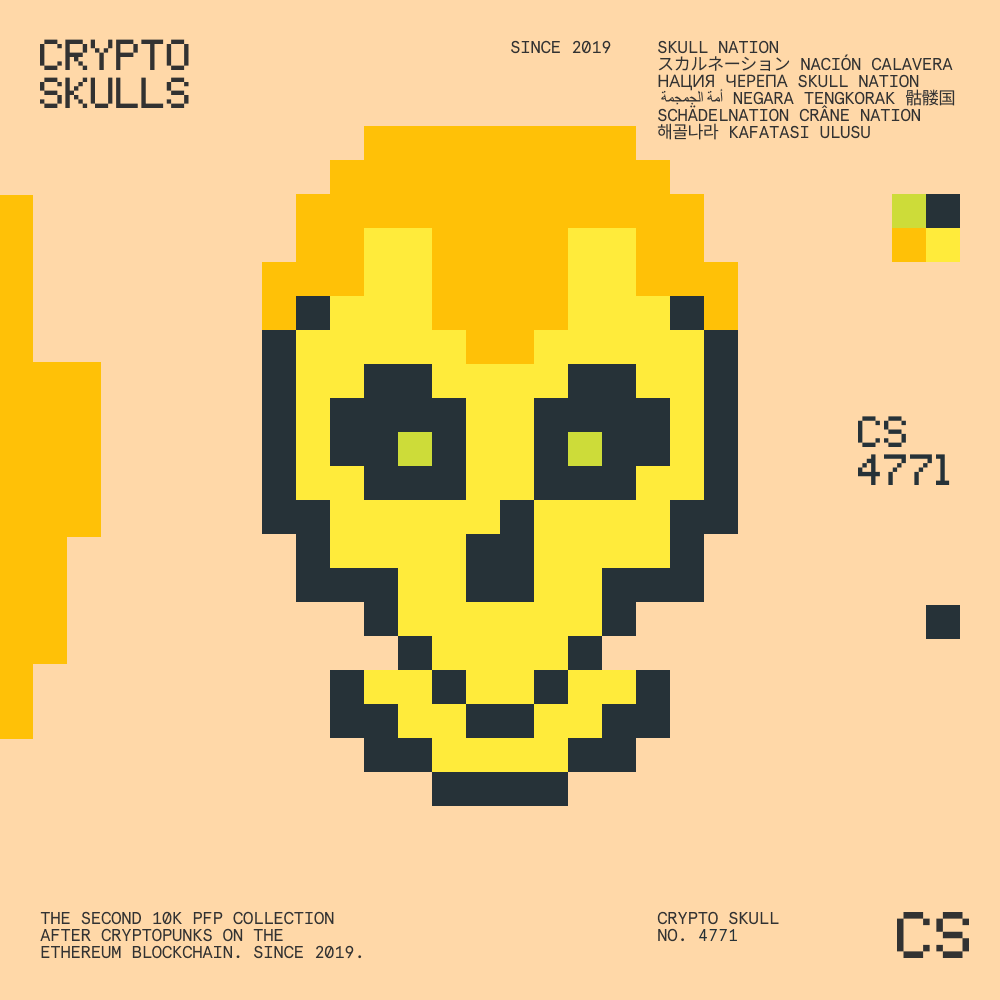 CRYPTO
SKULLS
SINCE 2019
SKULL NATION
スカルネーション NACIÓN CALAVERA
НАЦИЯ ЧЕРЕПА SKULL NATION
أمة الجمجمة NEGARA TENGKORAK 骷髅国
SCHÄDELNATION CRÂNE NATION
해골나라 KAFATASI ULUSU
CS
4771
THE SECOND 10K PFP COLLECTION
AFTER CRYPTOPUNKS ON THE
ETHEREUM BLOCKCHAIN. SINCE 2019.
CRYPTO SKULL
NO. 4771
CS